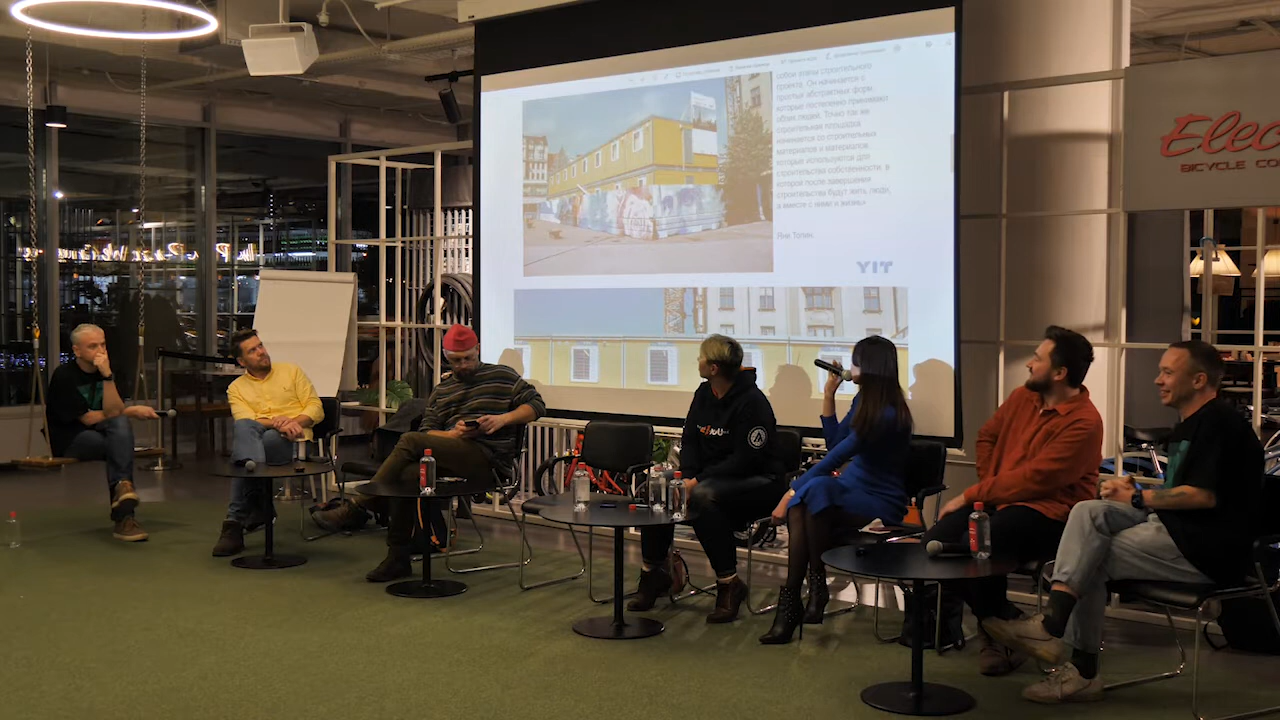 собой этапы строительного
проекта. Он начинается с
простых абстрактных форм,
которые постепенно принимают
облик людей. Точно так же
строительная площадка
начинается со строительных
материалов и материалов,
которые используются для
строительства собственности, в
которой после завершения
строительства будут жить люди,
а вместе с ними и жизнь»
Яни Толин.
YIT
Elec
BICYCLE CO